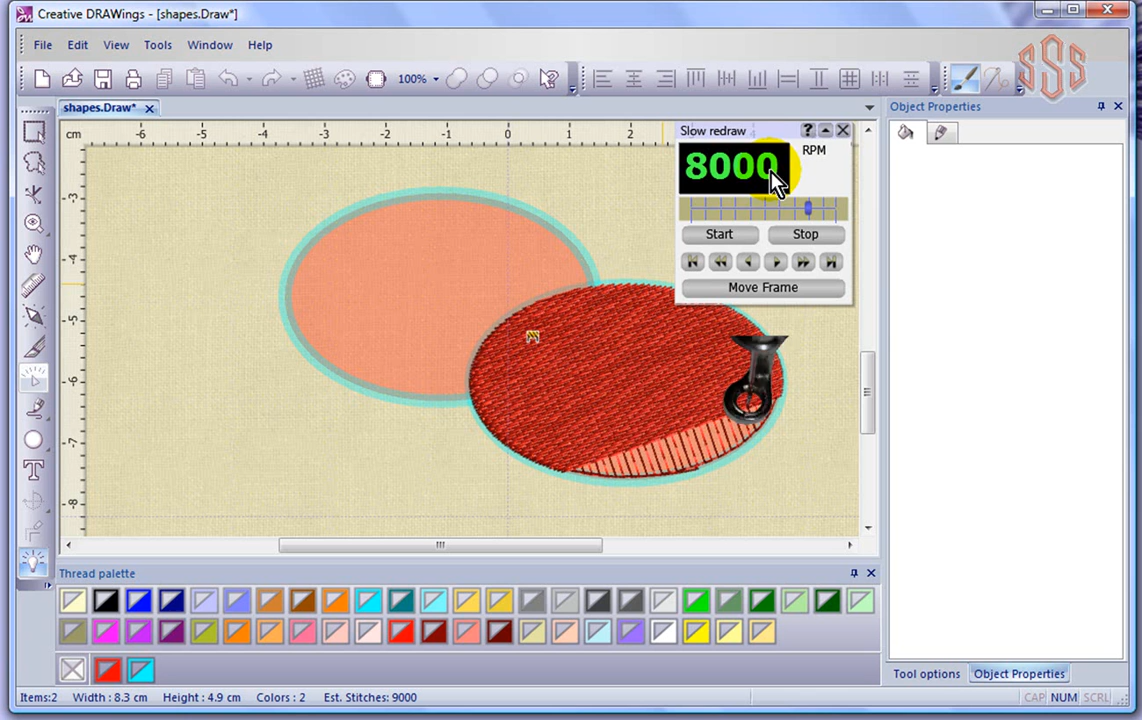 Creative DRAWings - [shapes.Draw*]
File Edit View Tools Window Help
SSS
100%
shapes.Draw*
Object Properties
cm -6 -5 -4 -3 -2 -1 0 1 2
Slow redraw ?
8000 RPM
Start Stop
Move Frame
-3
-4
-5
-6
-7
-8
Thread palette
Tool options Object Properties
Items:2 Width : 8.3 cm Height : 4.9 cm Colors : 2 Est. Stitches: 9000 CAP NUM SCRL